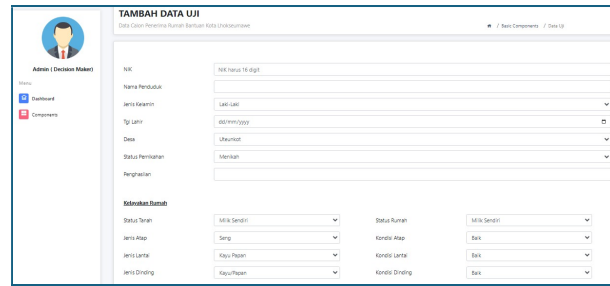 TAMBAH DATA UJI
Data Calon Penerima Rumah Bantuan Kota Lhokseumawe
/ Basic Components / Data Uji
Admin ( Decision Maker)
Menu
Dashboard
Components
NIK NIK harus 16 digit
Nama Penduduk
Jenis Kelamin Laki-Laki
Tgl Lahir dd/mm/yyyy
Desa Uteunkot
Status Pernikahan Menikah
Penghasilan
Kelayakan Rumah
Status Tanah Milik Sendiri Status Rumah Milik Sendiri
Jenis Atap Seng Kondisi Atap Baik
Jenis Lantai Kayu Papan Kondisi Lantai Baik
Jenis Dinding Kayu/Papan Kondisi Dinding Baik